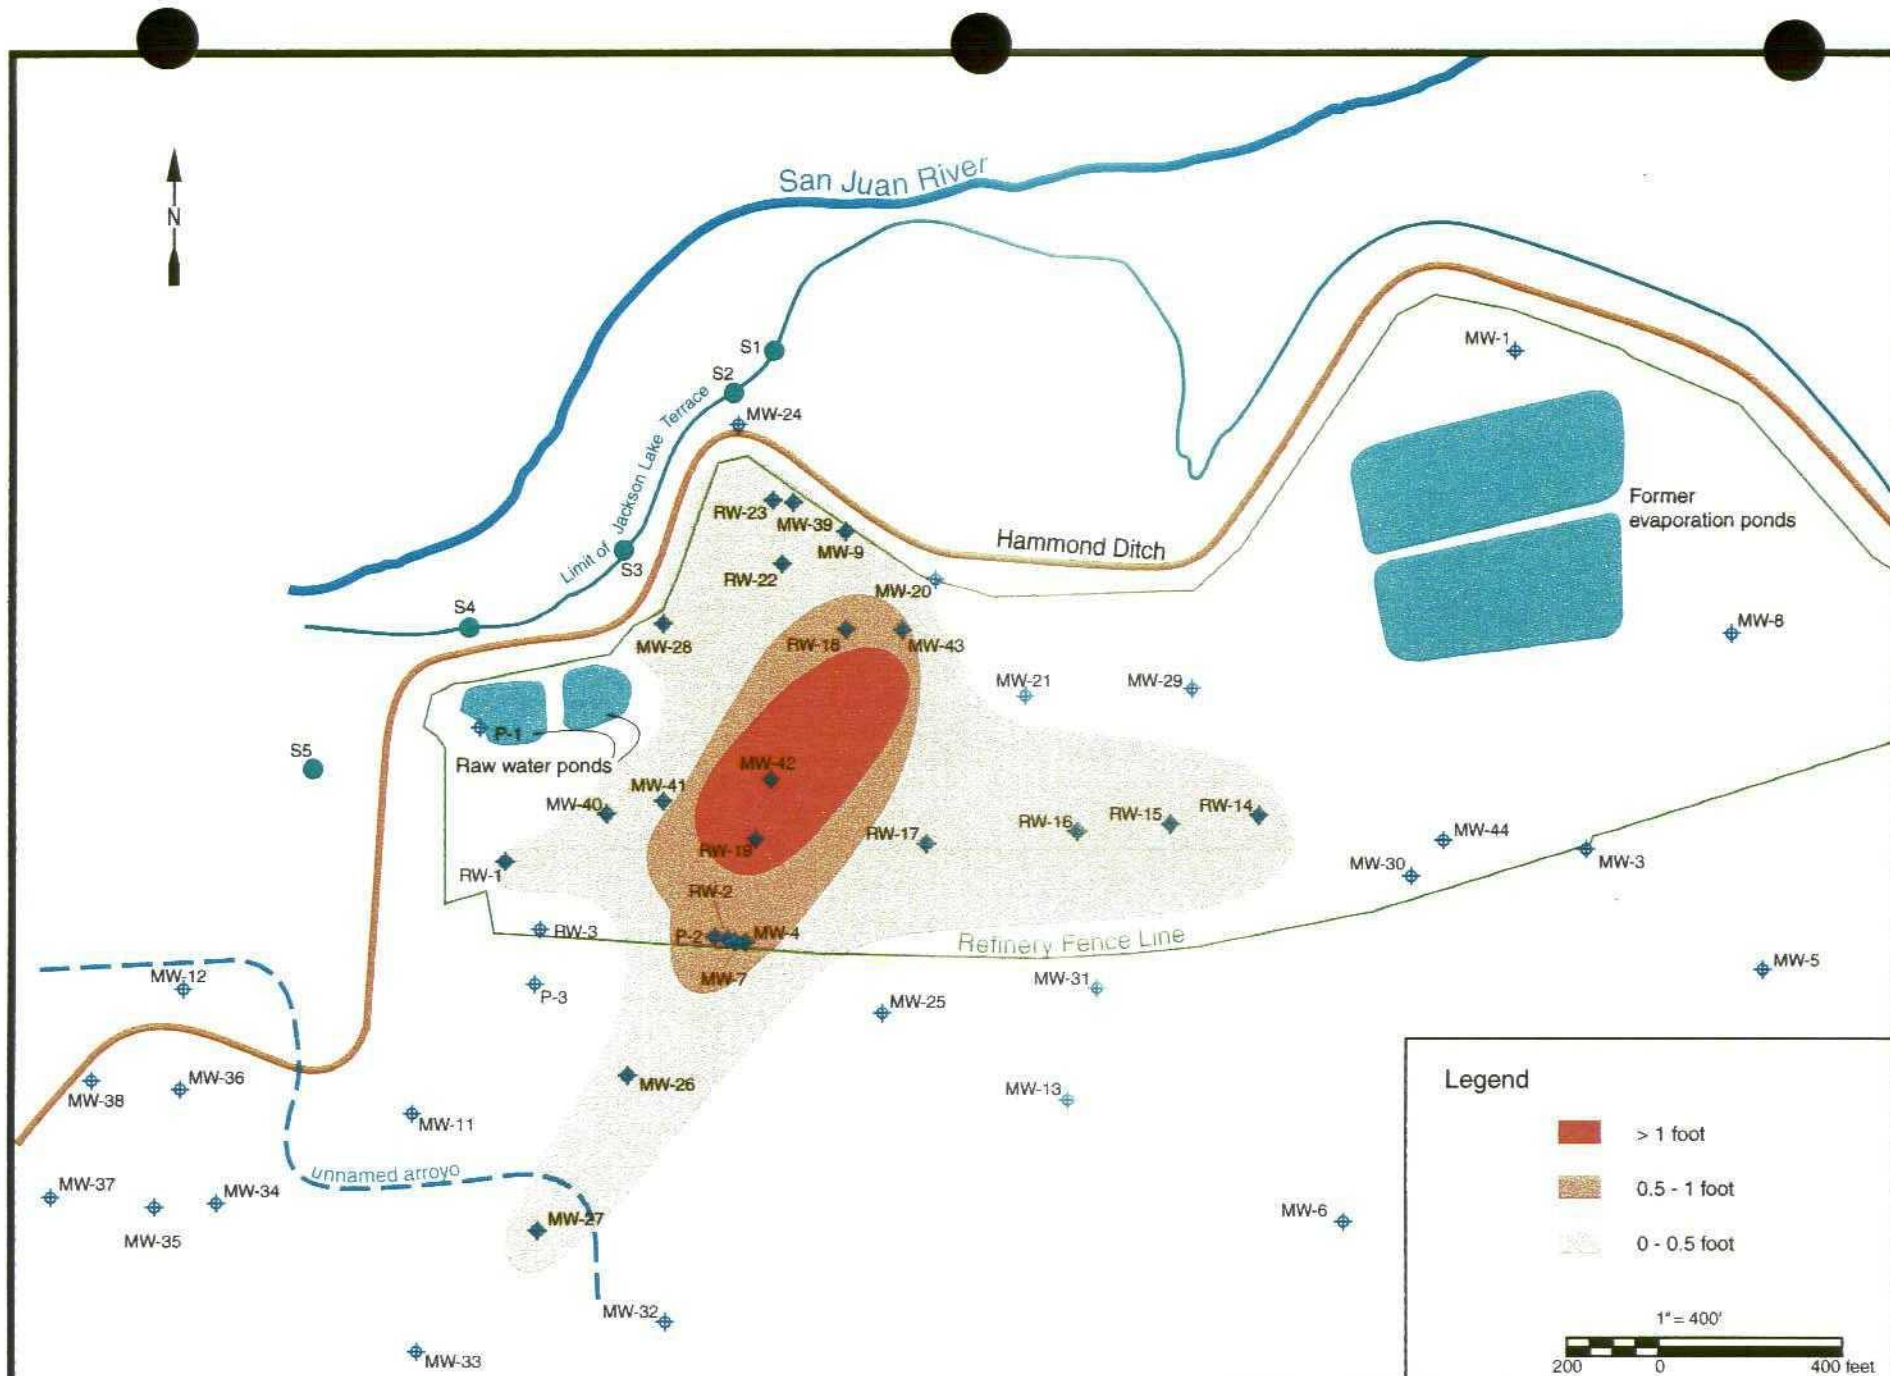 San Juan River
N
MW-1
S1
S2
Limit of Jackson Lake Terrace
MW-24
RW-23
MW-39
Former
evaporation ponds
MW-9
Hammond Ditch
S3
RW-22
MW-20
S4
MW-28
RW-18
MW-43
MW-8
MW-21
MW-29
P-1
S5
Raw water ponds
MW-42
MW-41
MW-40
RW-14
RW-15
RW-16
RW-17
MW-44
RW-19
MW-30
MW-3
RW-1
RW-2
RW-3
P-2
MW-4
Refinery Fence Line
MW-12
MW-7
MW-31
MW-5
P-3
MW-25
MW-36
MW-38
MW-26
MW-13
MW-11
Legend
> 1 foot
unnamed arroyo
MW-37
MW-34
0.5 - 1 foot
MW-35
MW-27
MW-6
0 - 0.5 foot
MW-32
MW-33
1" = 400'
200 0 400 feet